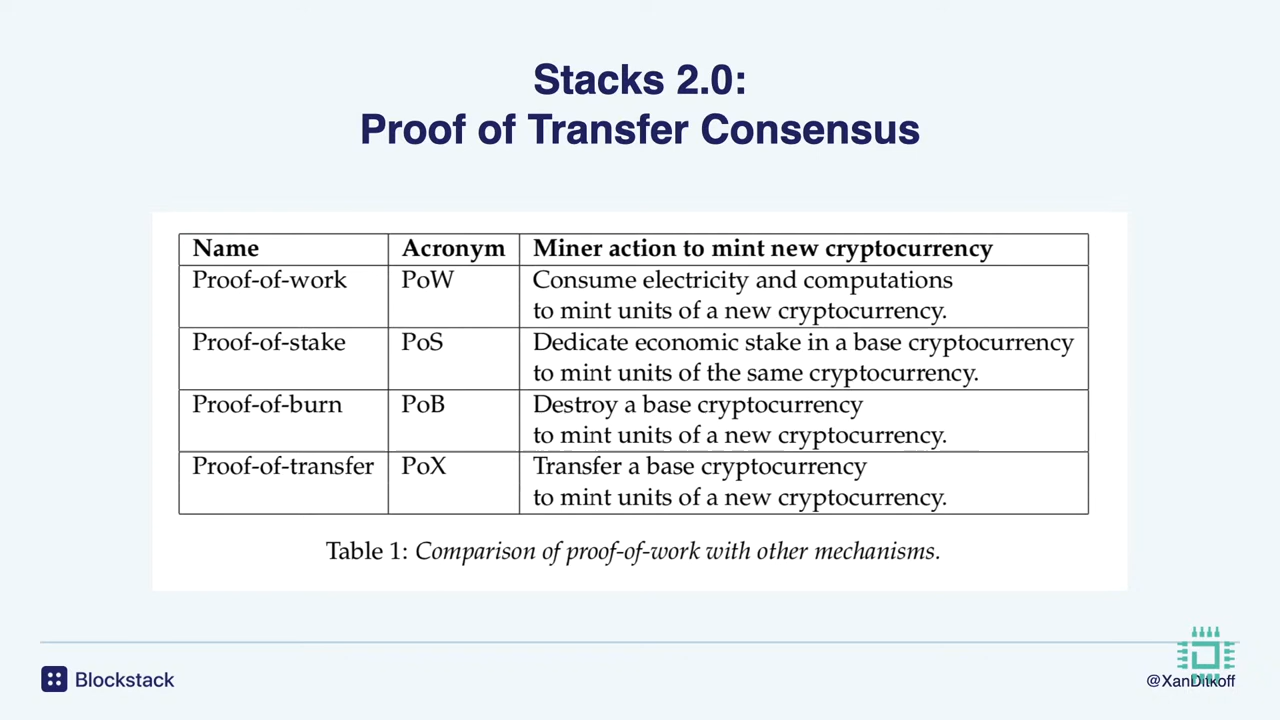 Stacks 2.0:
Proof of Transfer Consensus
Name Acronym Miner action to mint new cryptocurrency
Proof-of-work PoW Consume electricity and computations
to mint units of a new cryptocurrency.
Proof-of-stake PoS Dedicate economic stake in a base cryptocurrency
to mint units of the same cryptocurrency.
Proof-of-burn PoB Destroy a base cryptocurrency
to mint units of a new cryptocurrency.
Proof-of-transfer PoX Transfer a base cryptocurrency
to mint units of a new cryptocurrency.
Table 1: Comparison of proof-of-work with other mechanisms.
Blockstack
@XanDitkoff